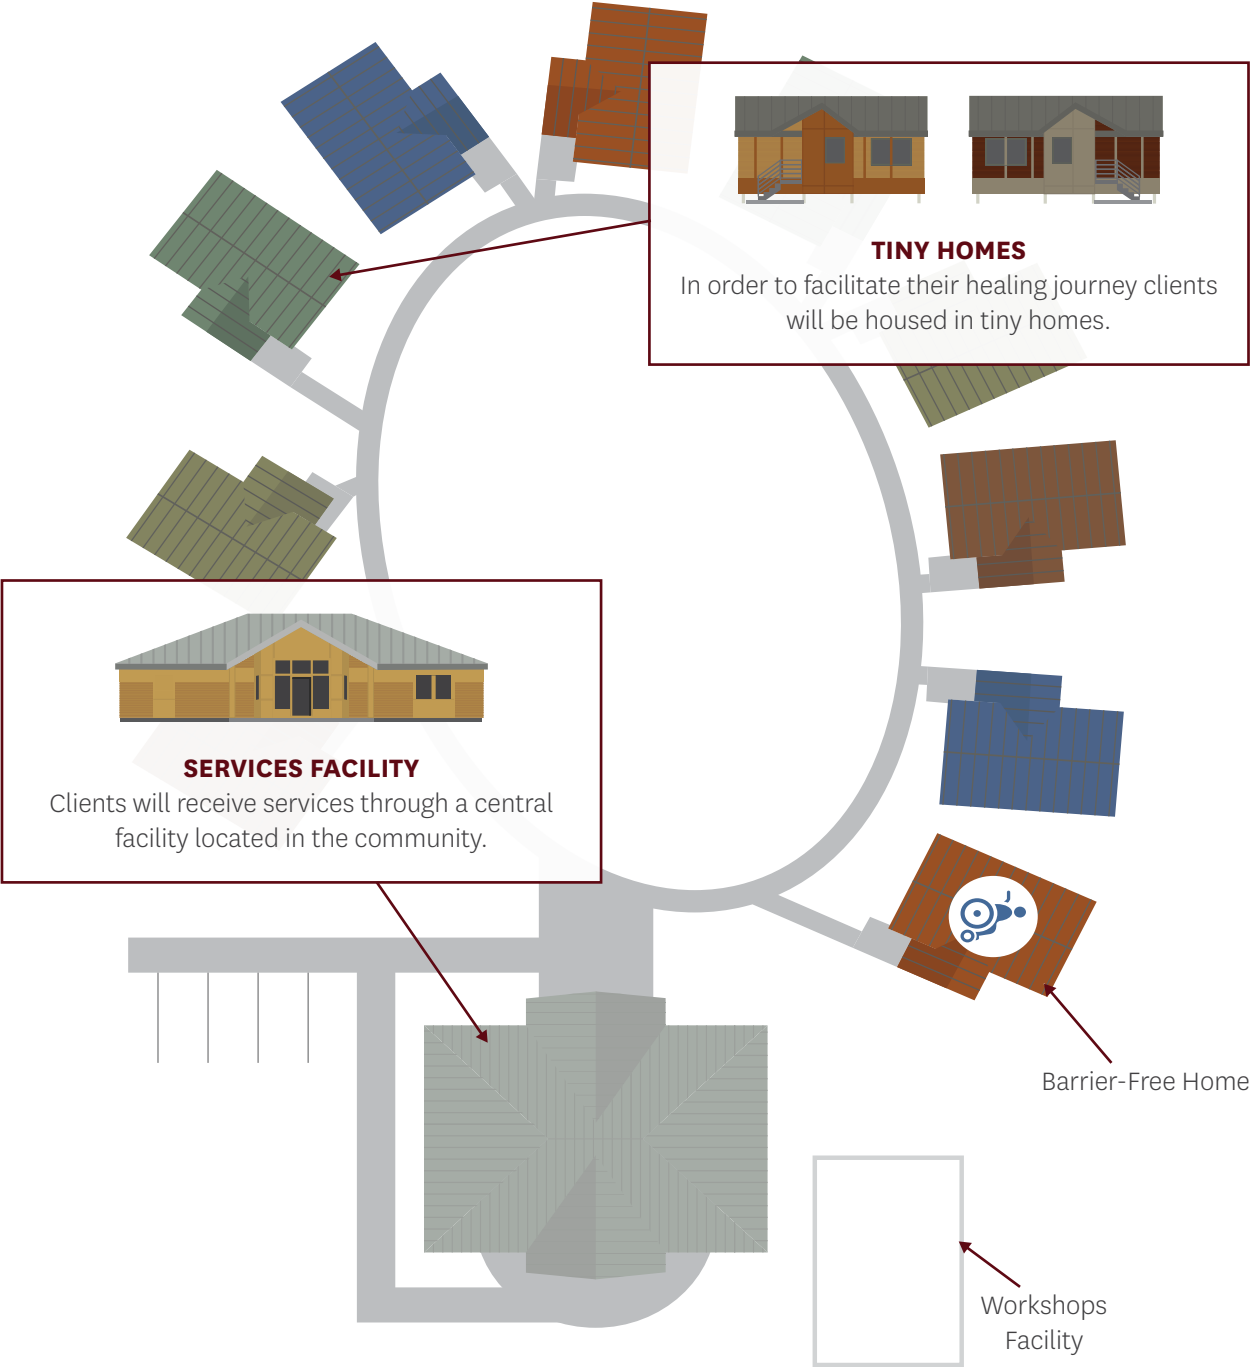 TINY HOMES
In order to facilitate their healing journey clients
will be housed in tiny homes.
SERVICES FACILITY
Clients will receive services through a central
facility located in the community.
Barrier-Free Home
Workshops
Facility